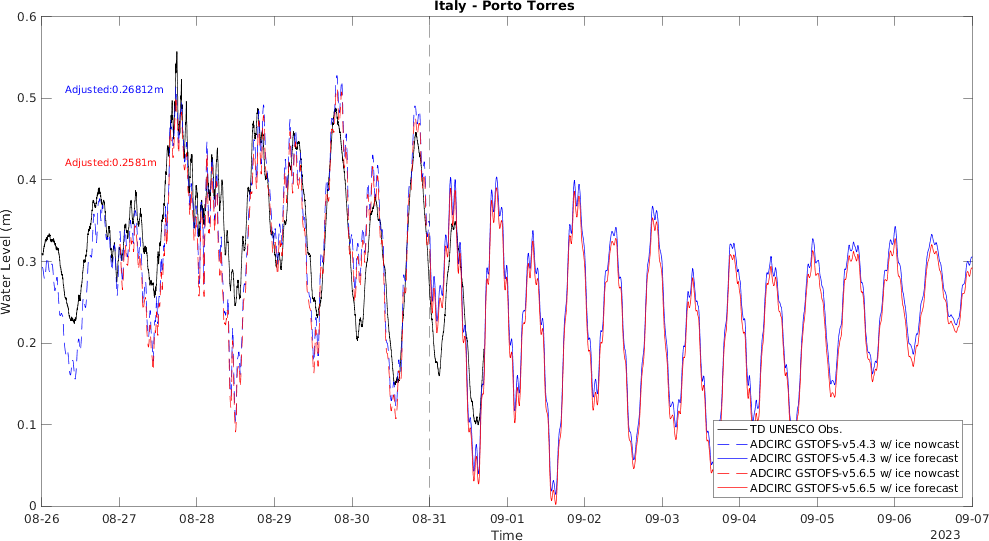 Italy - Porto Torres
0.6
0.5
0.4
0.3
0.2
0.1
0
Water Level (m)
Adjusted:0.26812m
Adjusted:0.2581m
TD UNESCO Obs.
ADCIRC GSTOFS-v5.4.3 w/ ice nowcast
ADCIRC GSTOFS-v5.4.3 w/ ice forecast
ADCIRC GSTOFS-v5.6.5 w/ ice nowcast
ADCIRC GSTOFS-v5.6.5 w/ ice forecast
08-26 08-27 08-28 08-29 08-30 08-31 09-01 09-02 09-03 09-04 09-05 09-06 09-07
Time
2023